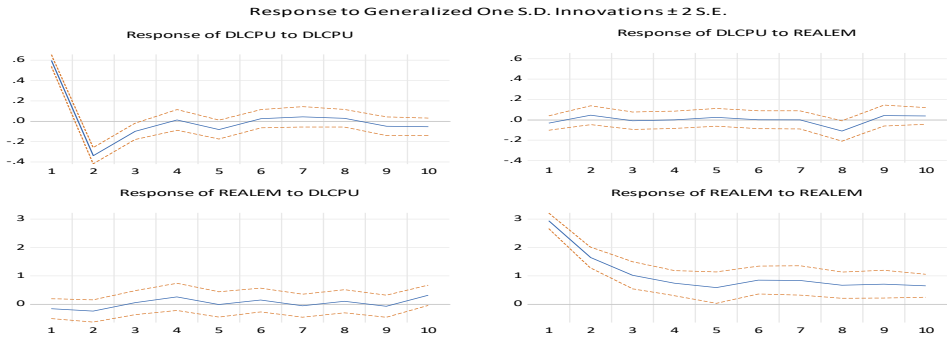 Response to Generalized One S.D. Innovations ± 2 S.E.
Response of DLCPU to DLCPU
.6
.4
.2
.0
-.2
-.4
1 2 3 4 5 6 7 8 9 10
Response of DLCPU to REALEM
.6
.4
.2
.0
-.2
-.4
1 2 3 4 5 6 7 8 9 10
Response of REALEM to DLCPU
3
2
1
0
1 2 3 4 5 6 7 8 9 10
Response of REALEM to REALEM
3
2
1
0
1 2 3 4 5 6 7 8 9 10